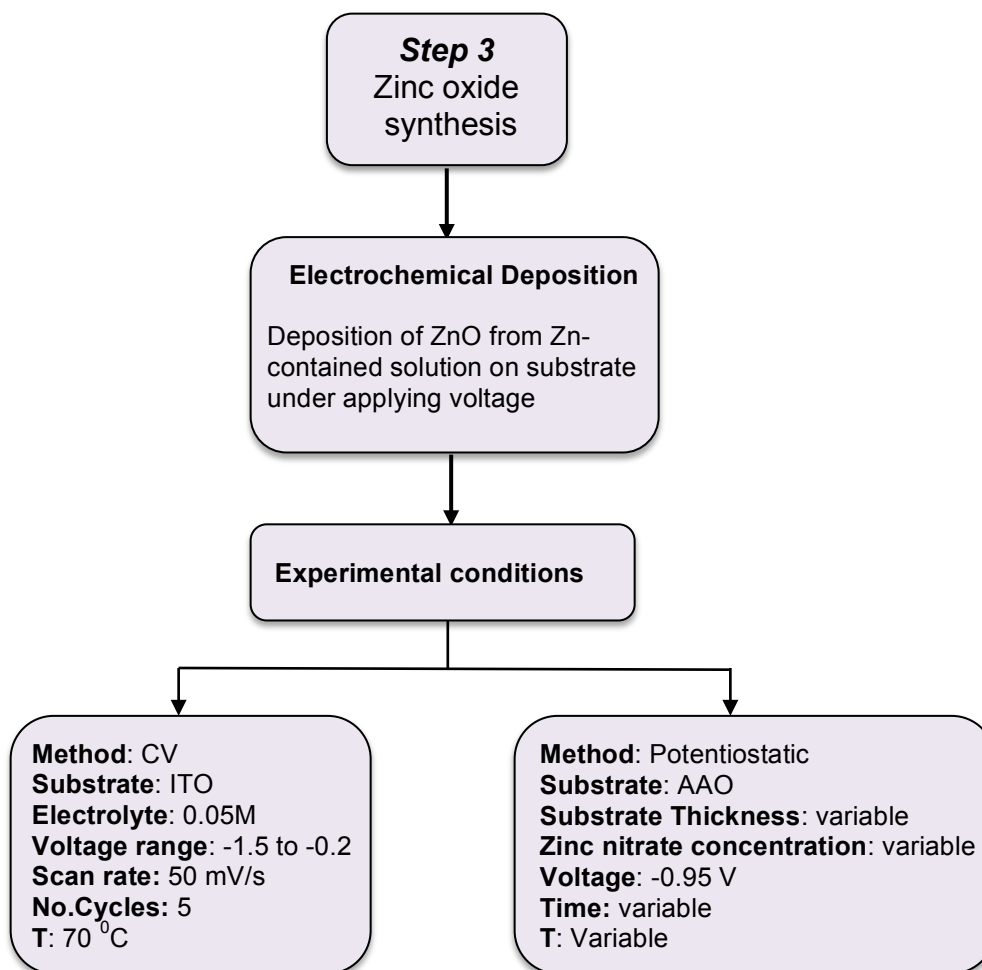 Step 3
Zinc oxide
synthesis
Electrochemical Deposition
Deposition of ZnO from Zn-
contained solution on substrate
under applying voltage
Experimental conditions
Method: CV
Substrate: ITO
Electrolyte: 0.05M
Voltage range: -1.5 to -0.2
Scan rate: 50 mV/s
No.Cycles: 5
T: 70 ⁰C
Method: Potentiostatic
Substrate: AAO
Substrate Thickness: variable
Zinc nitrate concentration: variable
Voltage: -0.95 V
Time: variable
T: Variable